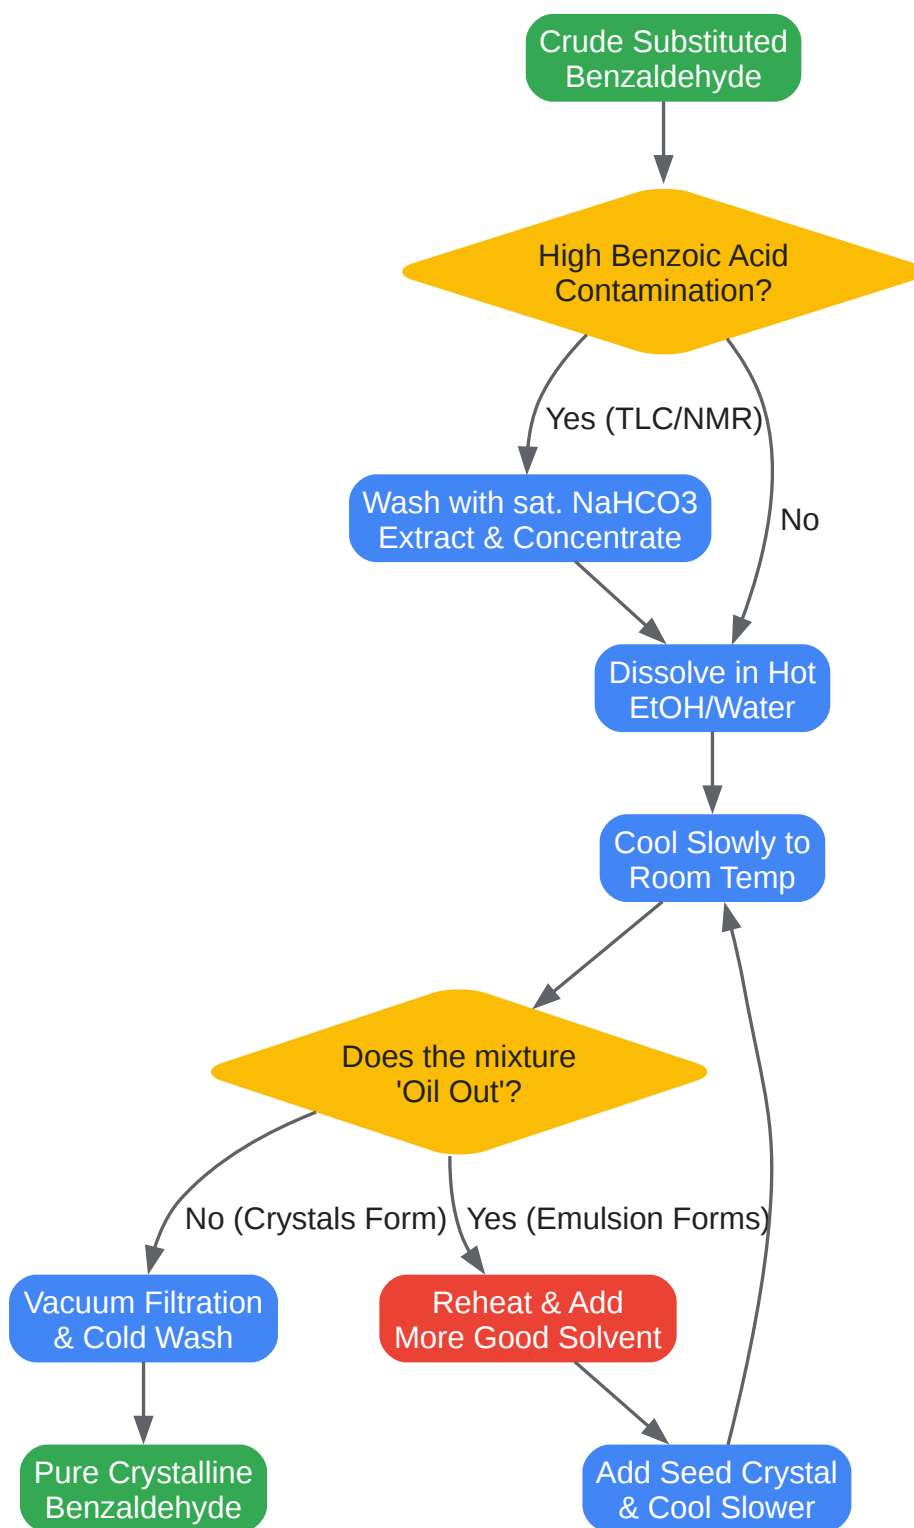 Crude Substituted
Benzaldehyde
High Benzoic Acid
Contamination?
Yes (TLC/NMR)
Wash with sat. NaHCO3
Extract & Concentrate
No
Dissolve in Hot
EtOH/Water
Cool Slowly to
Room Temp
Does the mixture
'Oil Out'?
No (Crystals Form)
Yes (Emulsion Forms)
Vacuum Filtration
& Cold Wash
Reheat & Add
More Good Solvent
Pure Crystalline
Benzaldehyde
Add Seed Crystal
& Cool Slower